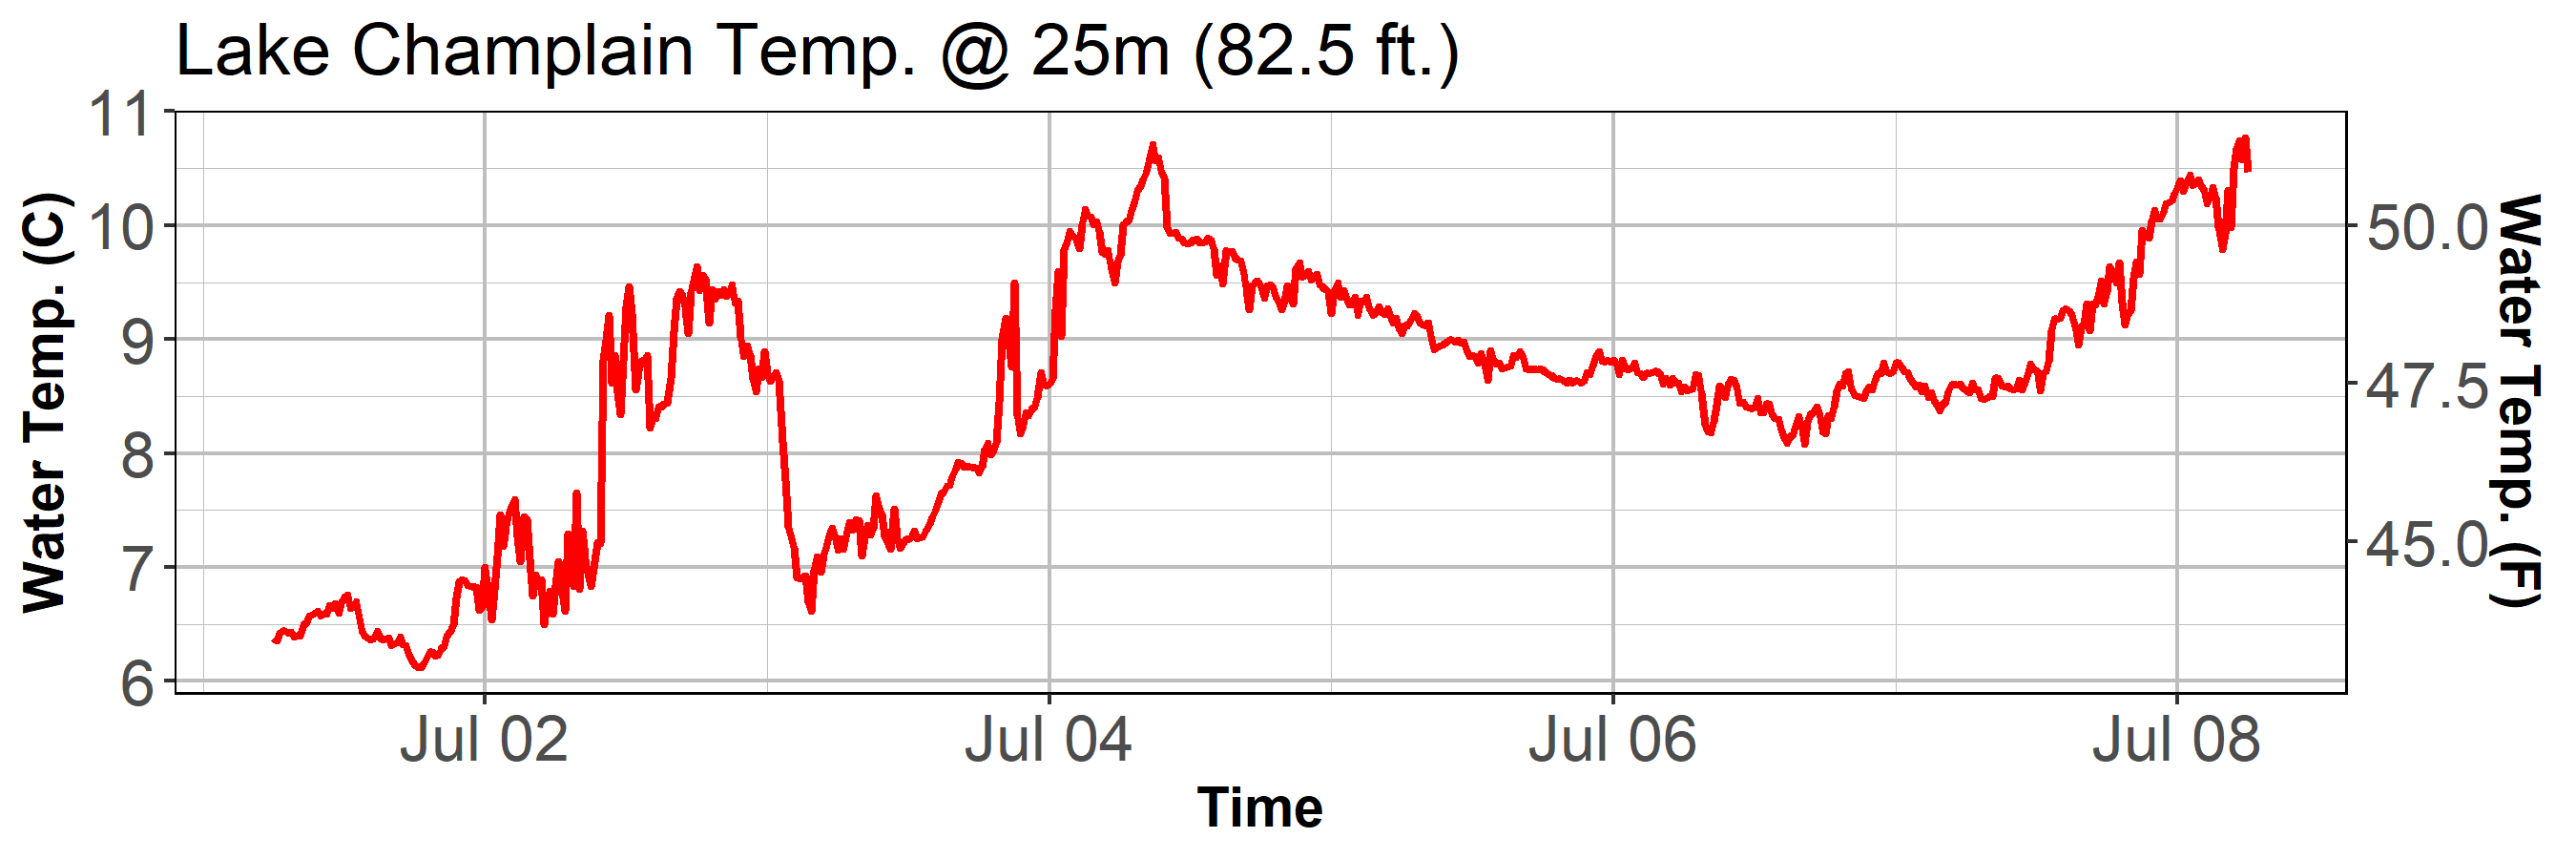 Lake Champlain Temp. @ 25m (82.5 ft.)
11
10
9
8
7
6
Water Temp. (C)
50.0
47.5
45.0
Water Temp. (F)
Jul 02 Jul 04 Jul 06 Jul 08
Time